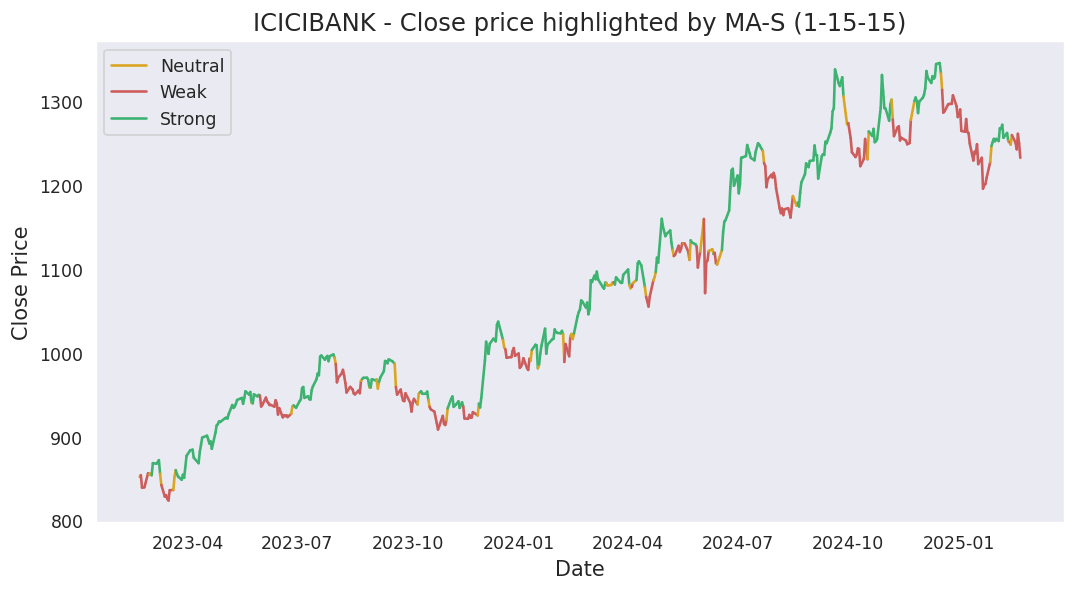 ICICIBANK - Close price highlighted by MA-S (1-15-15)
Neutral
Weak
Strong
Close Price
1300
1200
1100
1000
900
800
2023-04 2023-07 2023-10 2024-01 2024-04 2024-07 2024-10 2025-01
Date